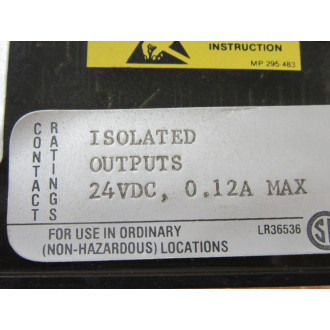 INSTRUCTION
MP 295-483
CONTACT
RATINGS
ISOLATED
OUTPUTS
24VDC, 0.12A MAX
FOR USE IN ORDINARY
(NON-HAZARDOUS) LOCATIONS
LR36536